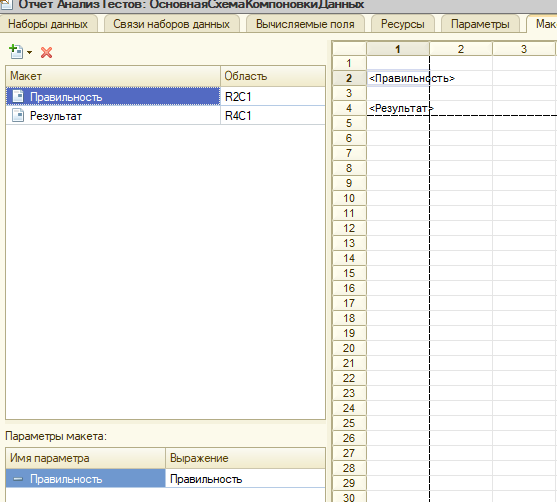 Отчет АнализТестов: ОсновнаяСхемаКомпоновкиДанных
Наборы данных Связи наборов данных Вычисляемые поля Ресурсы Параметры Мак
Макет Область
Правильность R2C1
Результат R4C1
Параметры макета:
Имя параметра Выражение
Правильность Правильность
1 2 3
1
2 <Правильность>
3
4 <Результат>
5
6
7
8
9
10
11
12
13
14
15
16
17
18
19
20
21
22
23
24
25
26
27
28
29
30